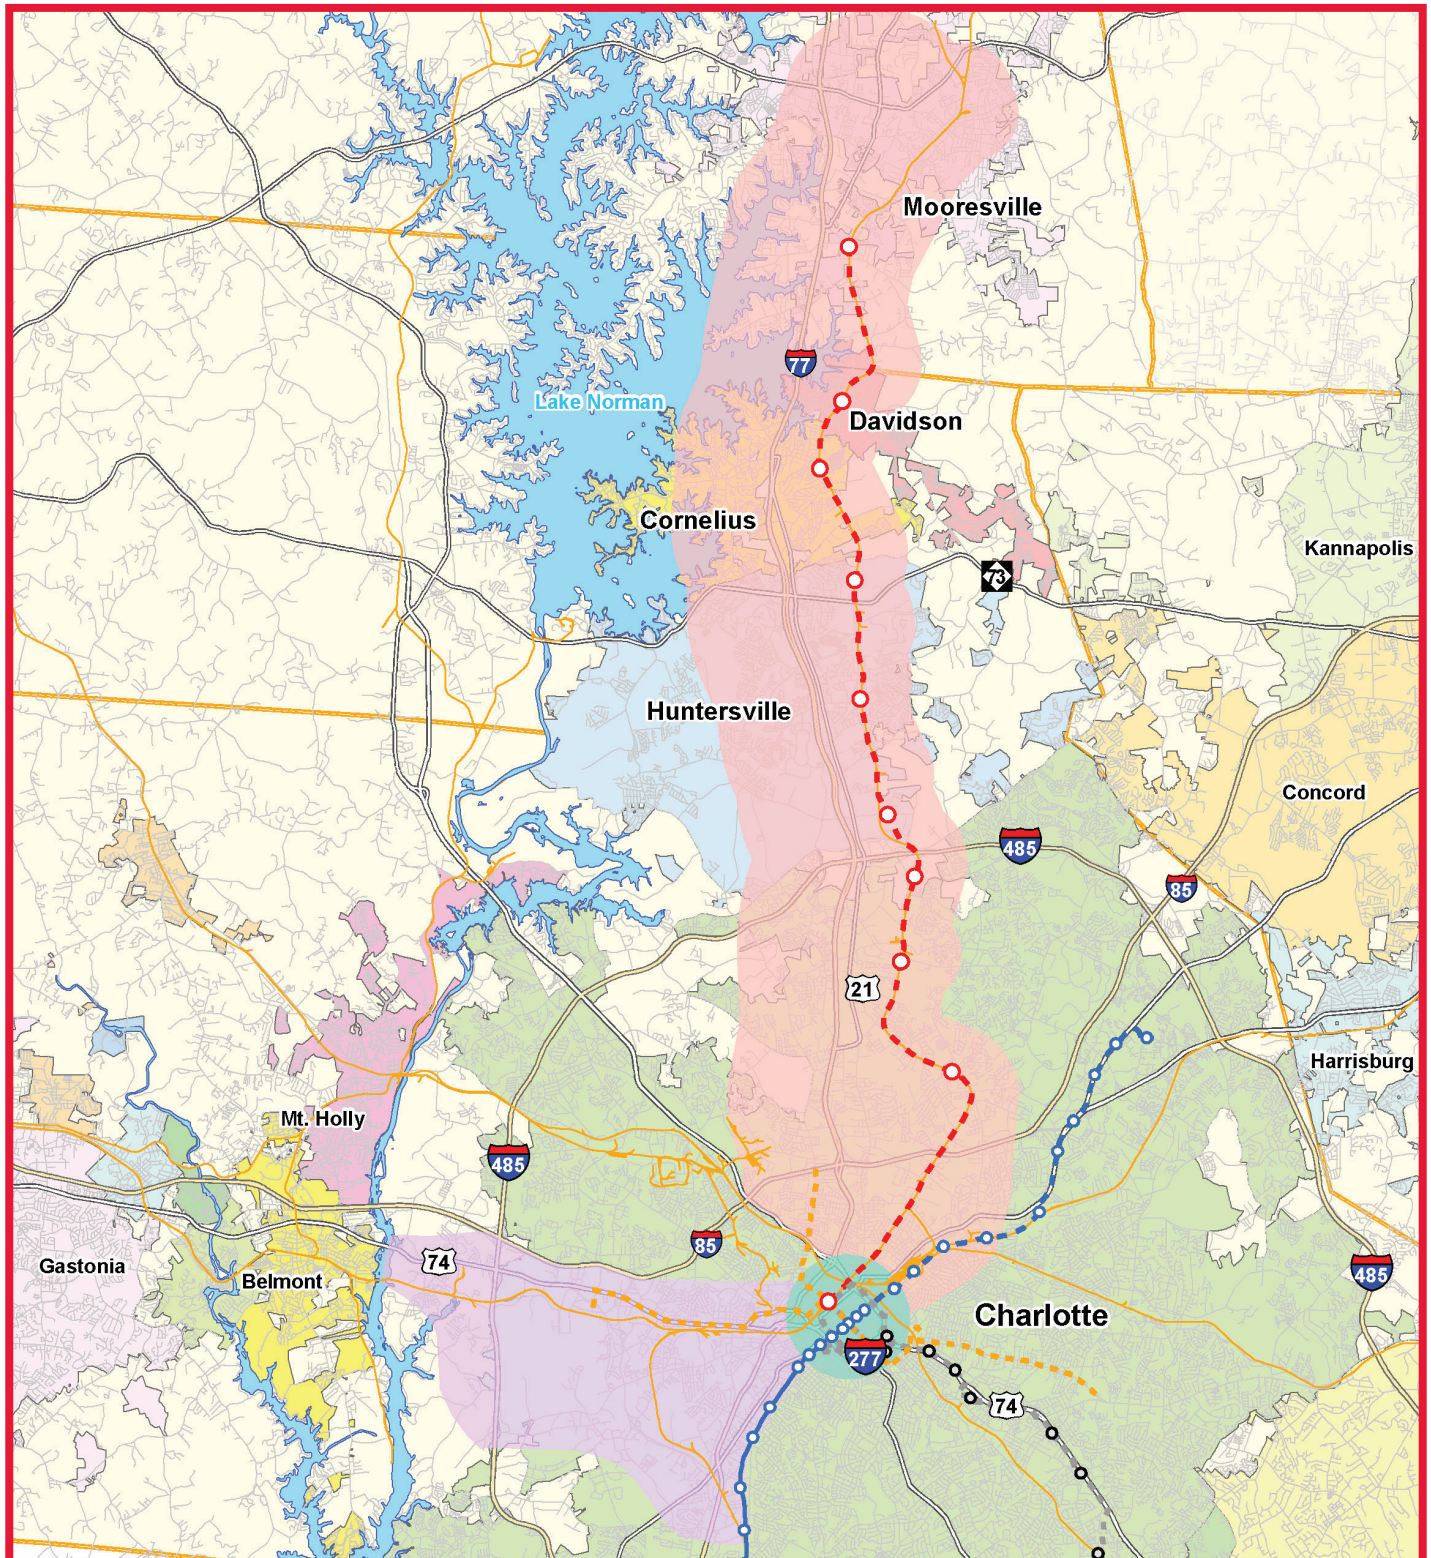 Mooresville
77
Lake Norman
Davidson
Cornelius
Kannapolis
73
Huntersville
Concord
485
85
21
Harrisburg
Mt. Holly
485
85
74
Gastonia
Belmont
485
Charlotte
277
74